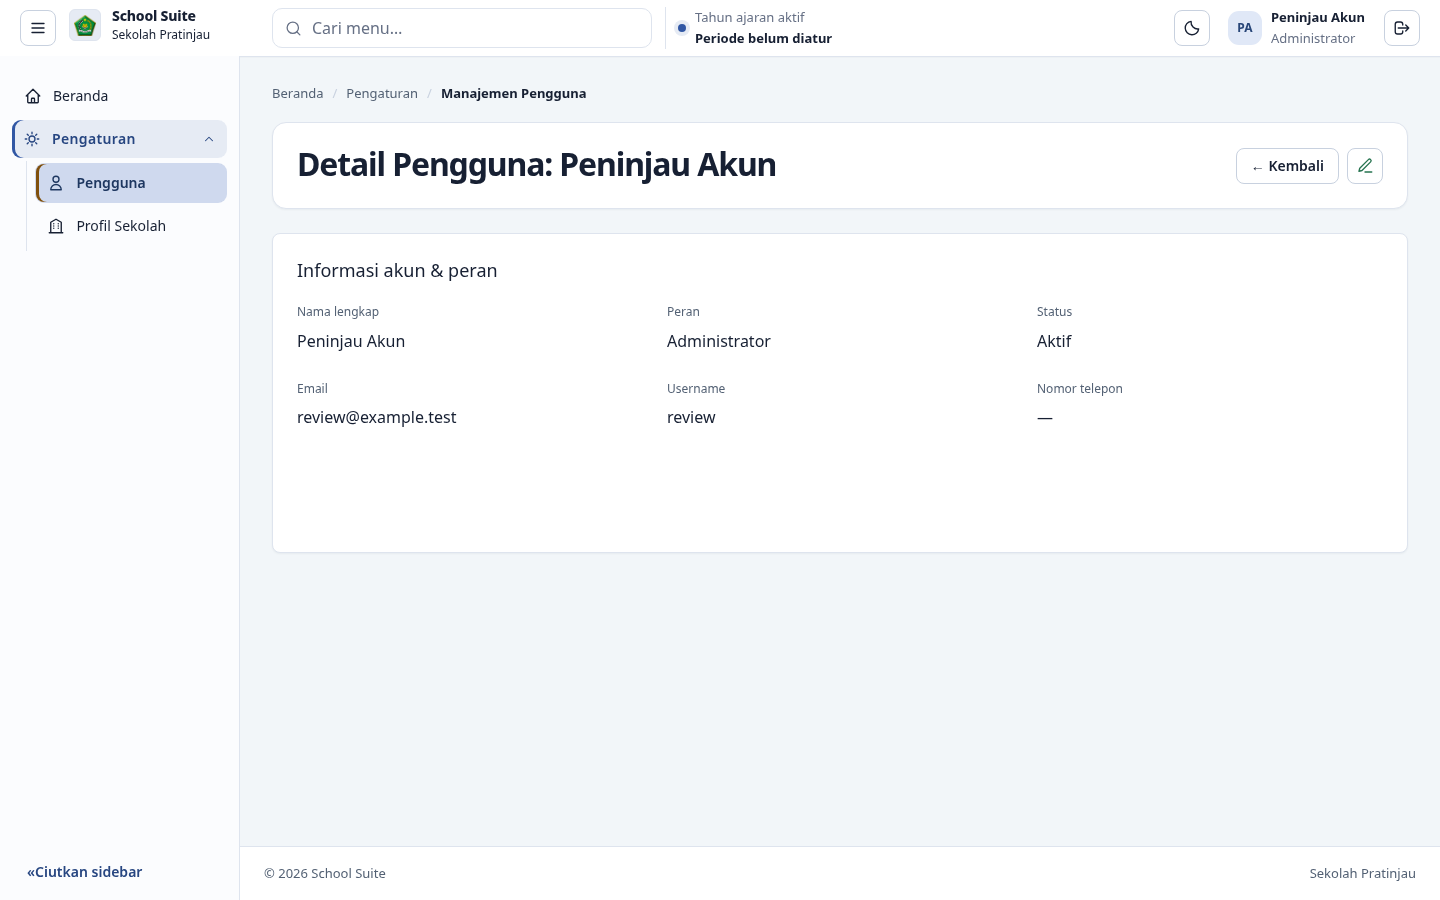 School Suite
Sekolah Pratinjau
Cari menu...
Tahun ajaran aktif
Periode belum diatur
PA
Peninjau Akun
Administrator
Beranda
Pengaturan
Pengguna
Profil Sekolah
«Ciutkan sidebar
Beranda / Pengaturan / Manajemen Pengguna
Detail Pengguna: Peninjau Akun
← Kembali
Informasi akun & peran
Nama lengkap
Peninjau Akun
Peran
Administrator
Status
Aktif
Email
review@example.test
Username
review
Nomor telepon
—
© 2026 School Suite
Sekolah Pratinjau